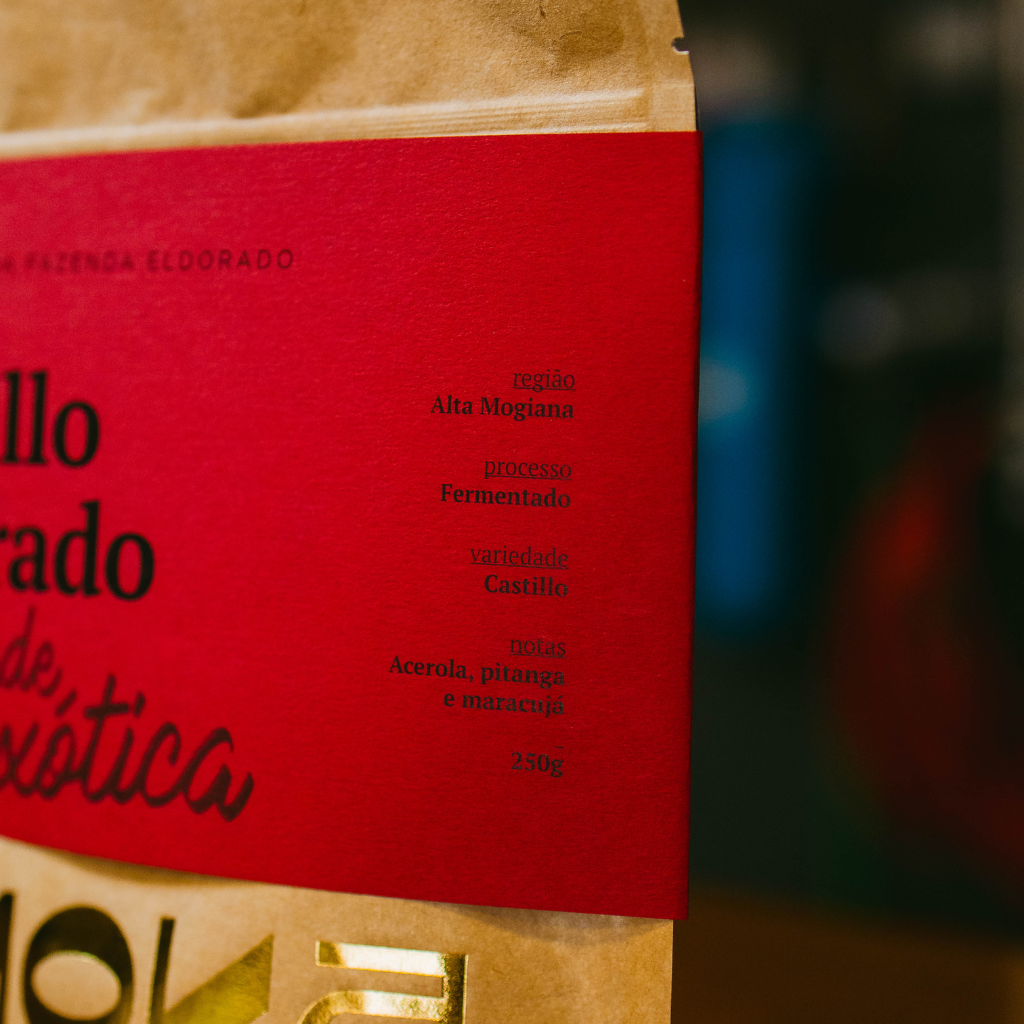 FAZENDA ELDORADO
llo
rado
de
xótica
região
Alta Mogiana
processo
Fermentado
variedade
Castillo
notas
Acerola, pitanga
e maracujá
250g